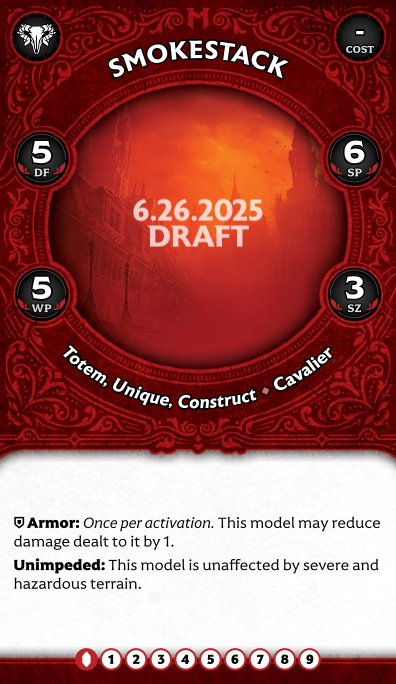 SMOKESTACK
-
COST
5
DF
6
SP
6.26.2025
DRAFT
5
WP
3
SZ
Totem, Unique, Construct ♦ Cavalier
Armor: Once per activation. This model may reduce
damage dealt to it by 1.
Unimpeded: This model is unaffected by severe and
hazardous terrain.
1 2 3 4 5 6 7 8 9